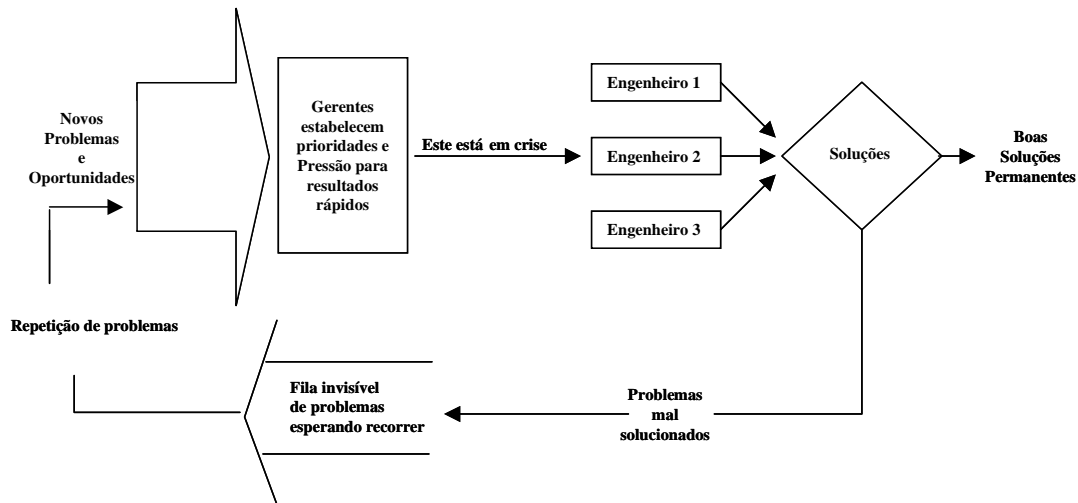 Novos
Problemas
e
Oportunidades
Gerentes
estabelecem
prioridades e
Pressão para
resultados
rápidos
Este está em crise
Engenheiro 1
Engenheiro 2
Engenheiro 3
Soluções
Boas
Soluções
Permanentes
Repetição de problemas
Fila invisível
de problemas
esperando recorrer
Problemas
mal
solucionados